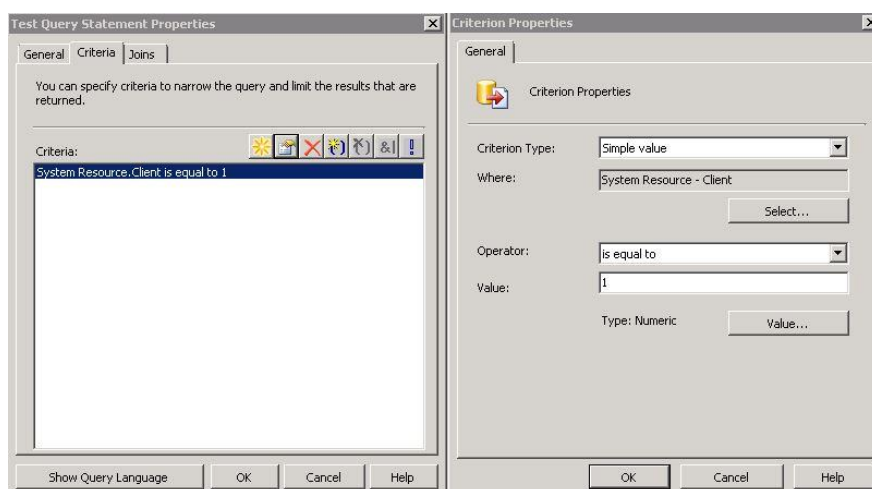 Test Query Statement Properties
General Criteria Joins
You can specify criteria to narrow the query and limit the results that are
returned.
Criteria:
&|
!
System Resource.Client is equal to 1
Show Query Language OK Cancel Help
Criterion Properties
General
Criterion Properties
Criterion Type: Simple value
Where: System Resource - Client
Select...
Operator: is equal to
Value: 1
Type: Numeric Value...
OK Cancel Help